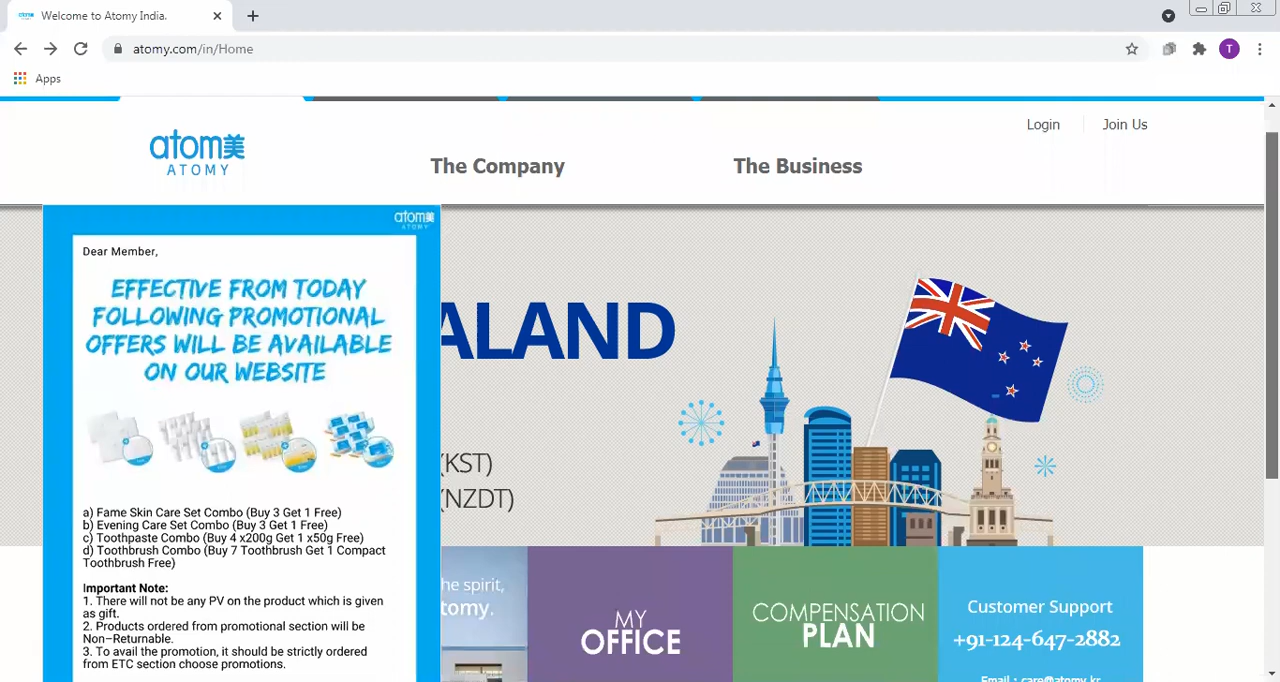 Welcome to Atomy India.
atomy.com/in/Home
T
Apps
Login
Join Us
atom美
ATOMY
The Company
The Business
atom美
ATOMY
Dear Member,
EFFECTIVE FROM TODAY
FOLLOWING PROMOTIONAL
OFFERS WILL BE AVAILABLE
ON OUR WEBSITE
a) Fame Skin Care Set Combo (Buy 3 Get 1 Free)
b) Evening Care Set Combo (Buy 3 Get 1 Free)
c) Toothpaste Combo (Buy 4 x200g Get 1 x50g Free)
d) Toothbrush Combo (Buy 7 Toothbrush Get 1 Compact
Toothbrush Free)
Important Note:
1. There will not be any PV on the product which is given
as gift.
2. Products ordered from promotional section will be
Non-Returnable.
3. To avail the promotion, it should be strictly ordered
from ETC section choose promotions.
ALAND
(KST)
(NZDT)
he spirit,
tomy.
MY
OFFICE
COMPENSATION
PLAN
Customer Support
+91-124-647-2882
Email : care@atomy.kr